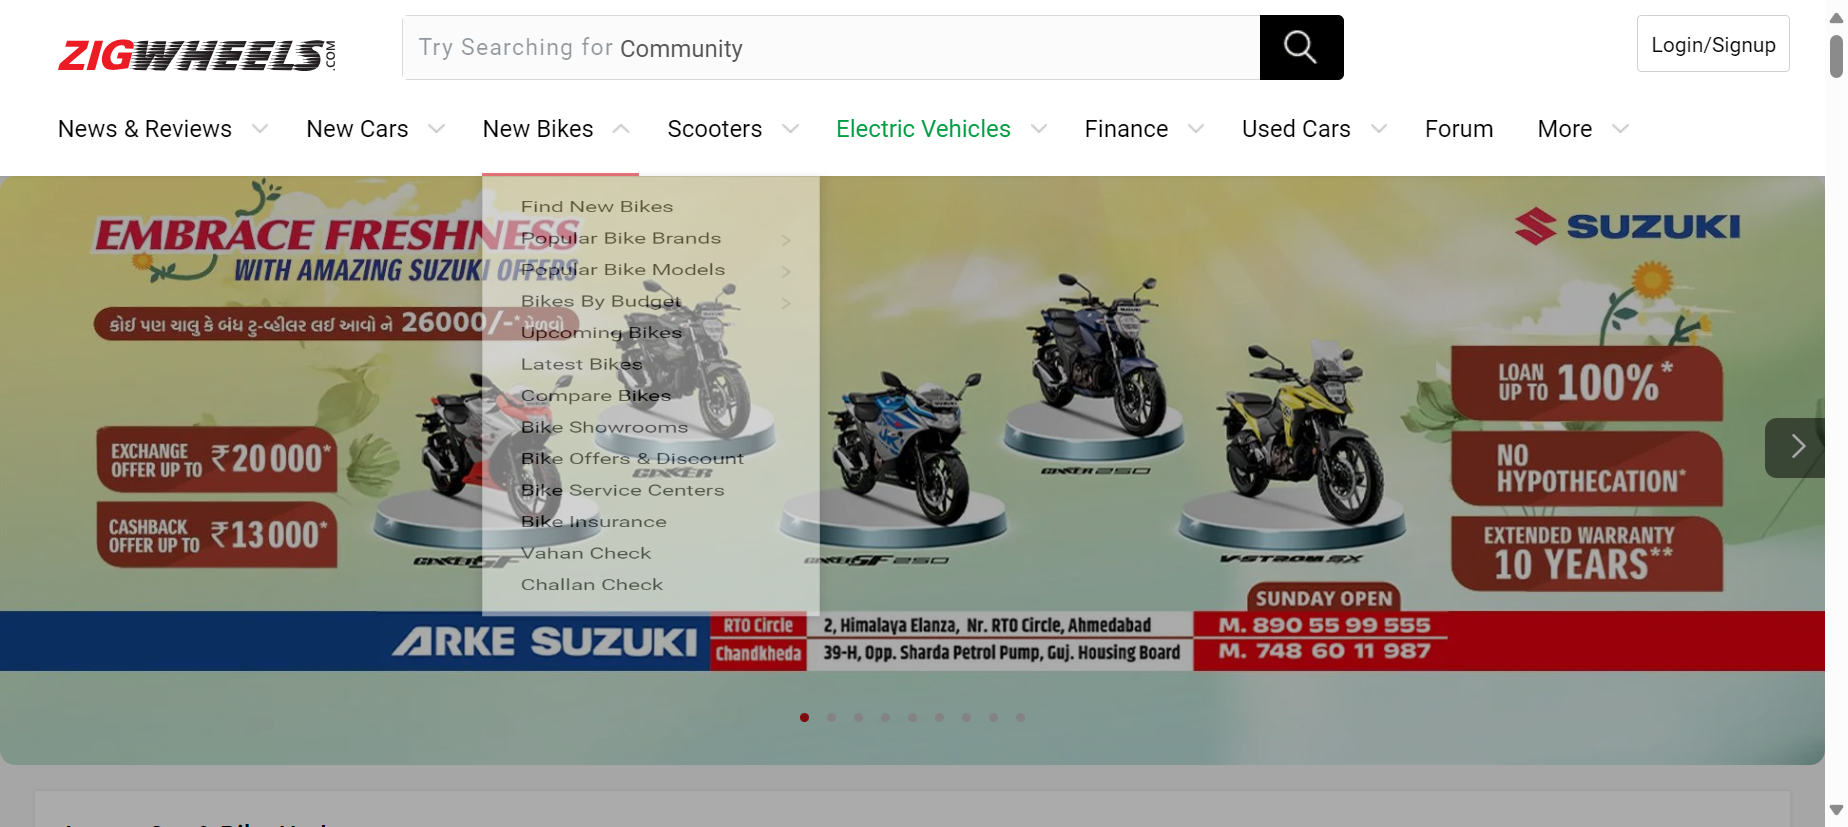 ZIGWHEELS.COM
Try Searching for Community
Login/Signup
News & Reviews
New Cars
New Bikes
Scooters
Electric Vehicles
Finance
Used Cars
Forum
More
EMBRACE FRESHNESS
WITH AMAZING SUZUKI OFFERS
કોઈ પણ ચાલુ કે બંધ ટુ-વ્હીલર લઈ આવો ને 26000/-* મેળવો
EXCHANGE
OFFER UP TO ₹20000*
CASHBACK
OFFER UP TO ₹13000*
Find New Bikes
Popular Bike Brands
Popular Bike Models
Bikes By Budget
Upcoming Bikes
Latest Bikes
Compare Bikes
Bike Showrooms
Bike Offers & Discount
Bike Service Centers
Bike Insurance
Vahan Check
Challan Check
GIXXER
GIXXER SF
GIXXER SF 250
GIXXER 250
V-STROM SX
SUZUKI
LOAN
UP TO 100%*
NO
HYPOTHECATION*
EXTENDED WARRANTY
10 YEARS**
SUNDAY OPEN
ARKE SUZUKI
RTO Circle
2, Himalaya Elanza, Nr. RTO Circle, Ahmedabad
M. 890 55 99 555
Chandkheda
39-H, Opp. Sharda Petrol Pump, Guj. Housing Board
M. 748 60 11 987